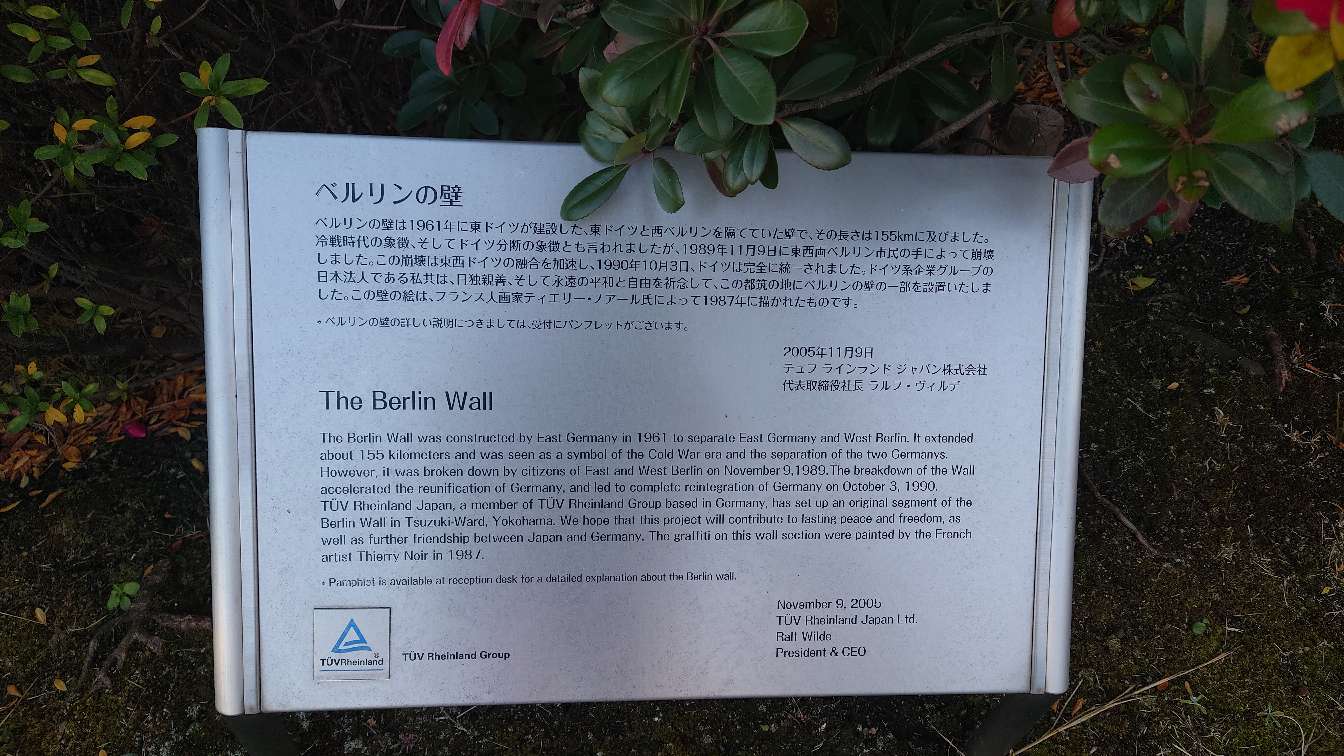 ベルリンの壁
ベルリンの壁は1961年に東ドイツが建設した、東ドイツと西ベルリンを隔てていた壁で、その長さは155kmに及びました。
冷戦時代の象徴、そしてドイツ分断の象徴とも言われましたが、1989年11月9日に東西両ベルリン市民の手によって崩壊
しました。この崩壊は東西ドイツの融合を加速し、1990年10月3日、ドイツは完全に統一されました。ドイツ系企業グループの
日本法人である私共は、日独親善、そして永遠の平和と自由を祈念して、この都筑の地にベルリンの壁の一部を設置いたしま
した。この壁の絵は、フランス人画家ティエリー・ノアール氏によって1987年に描かれたものです。
*ベルリンの壁の詳しい説明につきましては、受付にパンフレットがございます。
2005年11月9日
テュフ ラインランド ジャパン株式会社
代表取締役社長 ラルフ・ヴィルデ
The Berlin Wall
The Berlin Wall was constructed by East Germany in 1961 to separate East Germany and West Berlin. It extended
about 155 kilometers and was seen as a symbol of the Cold War era and the separation of the two Germanys.
However, it was broken down by citizens of East and West Berlin on November 9,1989.The breakdown of the Wall
accelerated the reunification of Germany, and led to complete reintegration of Germany on October 3, 1990.
TÜV Rheinland Japan, a member of TÜV Rheinland Group based in Germany, has set up an original segment of the
Berlin Wall in Tsuzuki-Ward, Yokohama. We hope that this project will contribute to lasting peace and freedom, as
well as further friendship between Japan and Germany. The graffiti on this wall section were painted by the French
artist Thierry Noir in 1987.
* Pamphlet is available at reception desk for a detailed explanation about the Berlin wall.
November 9, 2005
TÜV Rheinland Japan Ltd.
Ralf Wilde
President & CEO
TÜVRheinland®
TÜV Rheinland Group